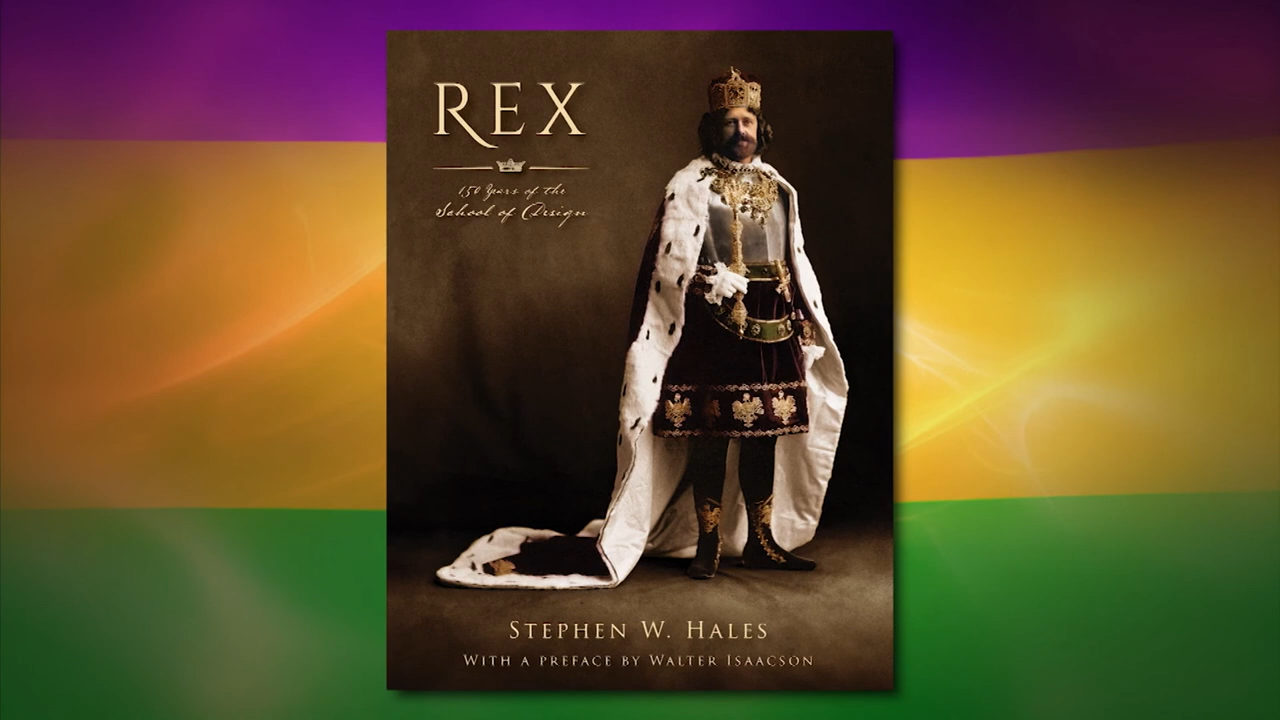 REX
150 Years of the
School of Design
STEPHEN W. HALES
WITH A PREFACE BY WALTER ISAACSON